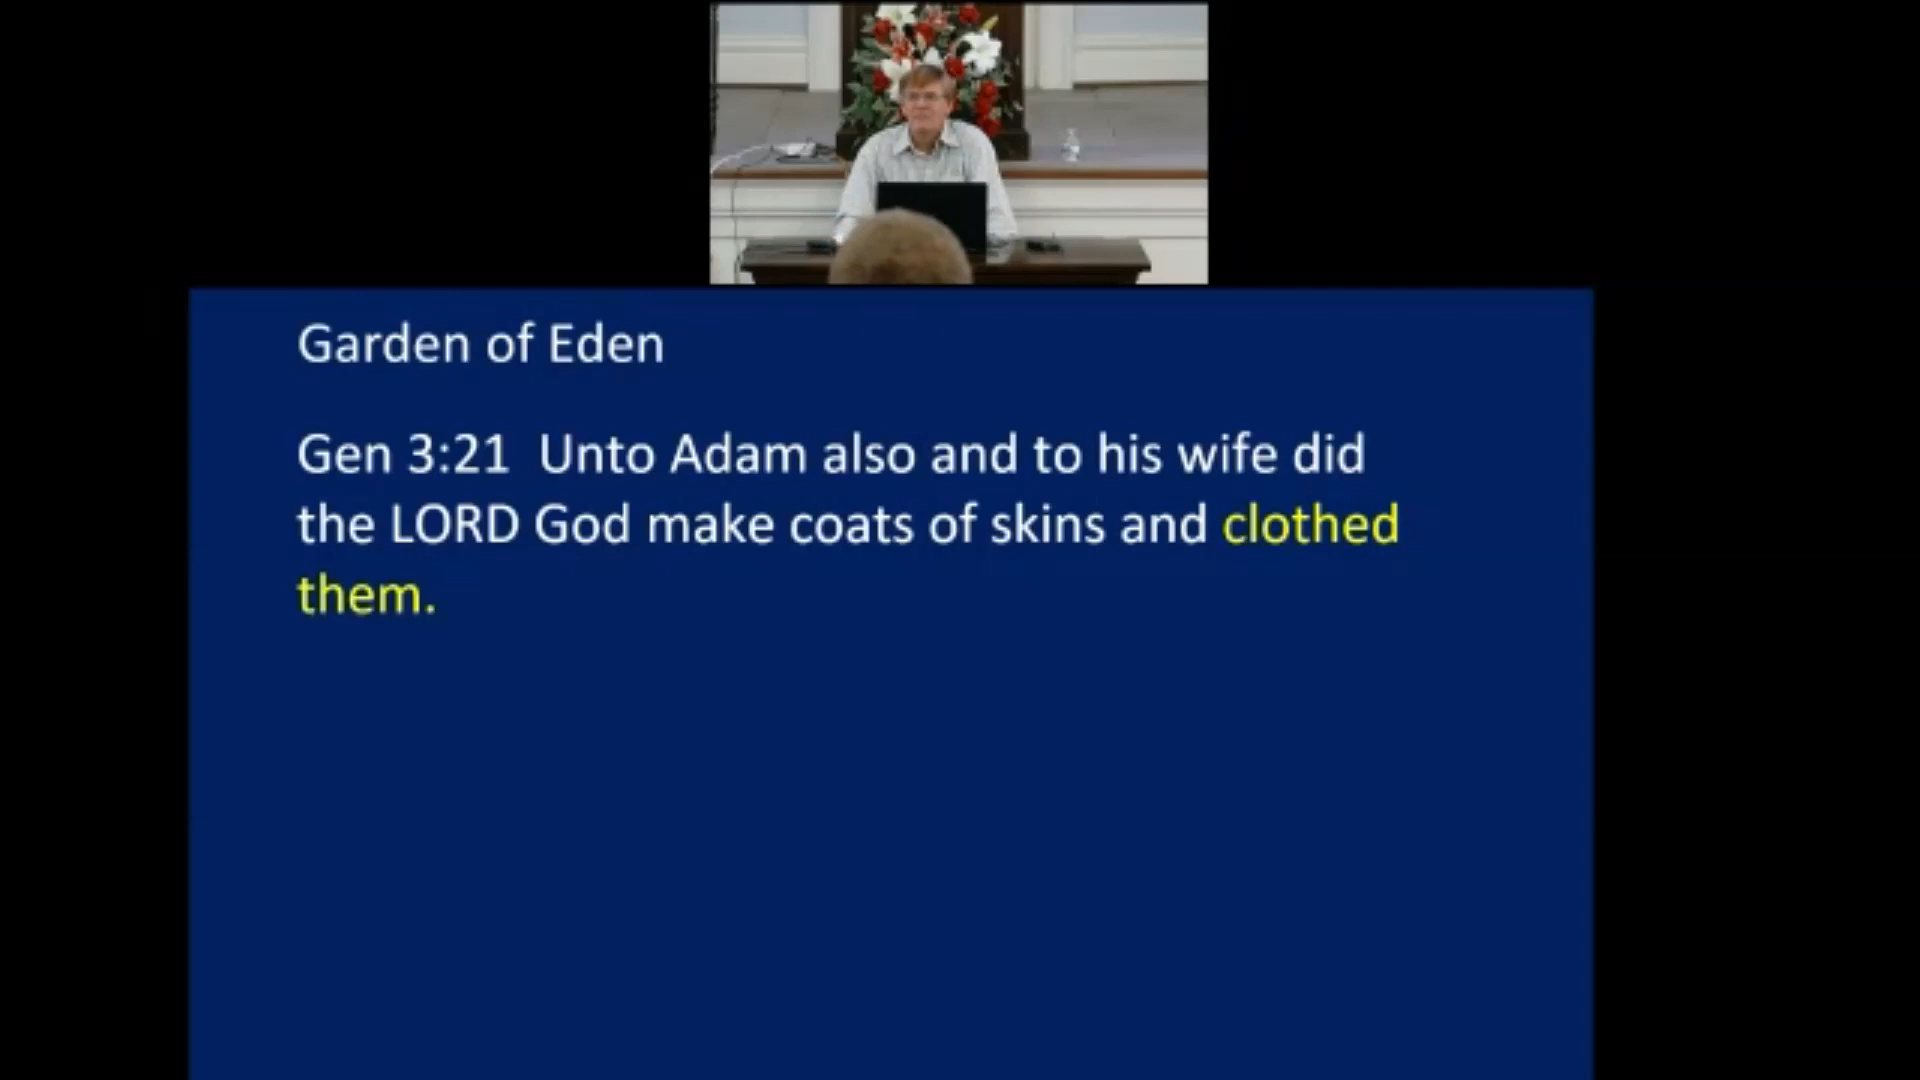 Garden of Eden
Gen 3:21  Unto Adam also and to his wife did
the LORD God make coats of skins and clothed
them.